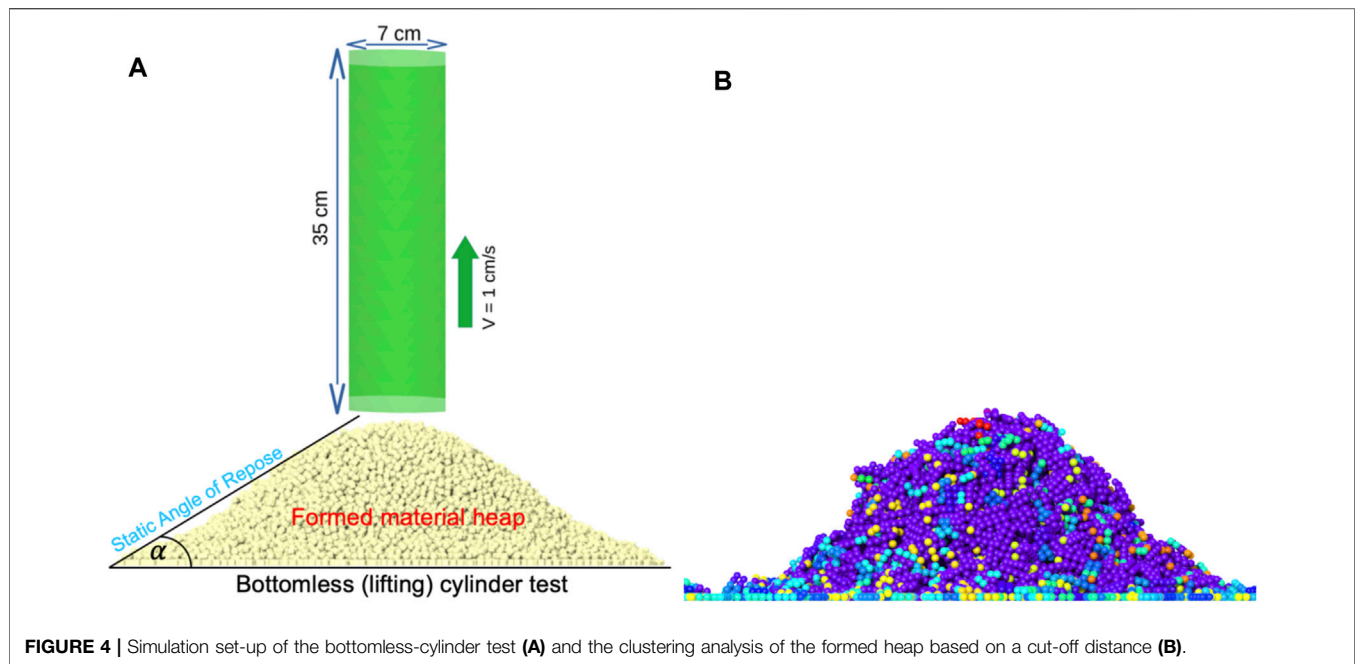 A
7 cm
35 cm
V = 1 cm/s
Static Angle of Repose
α
Formed material heap
Bottomless (lifting) cylinder test
B
FIGURE 4 | Simulation set-up of the bottomless-cylinder test (A) and the clustering analysis of the formed heap based on a cut-off distance (B).